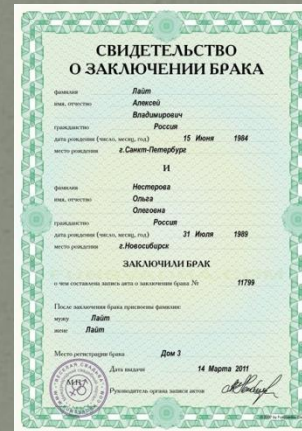 СВИДЕТЕЛЬСТВО
О ЗАКЛЮЧЕНИИ БРАКА
фамилия Лайт
имя, отчество Алексей
Владимирович
гражданство Россия
дата рождения (число, месяц, год) 15 Июня 1984
место рождения г.Санкт-Петербург
И
фамилия Нестерова
имя, отчество Ольга
Олеговна
гражданство Россия
дата рождения (число, месяц, год) 31 Июля 1989
место рождения г.Новосибирск
ЗАКЛЮЧИЛИ БРАК
о чем составлена запись акта о заключении брака № 11799
После заключения брака присвоены фамилии:
мужу Лайт
жене Лайт
Место регистрации брака Дом 3
Дата выдачи 14 Марта 2011
Руководитель органа записи актов